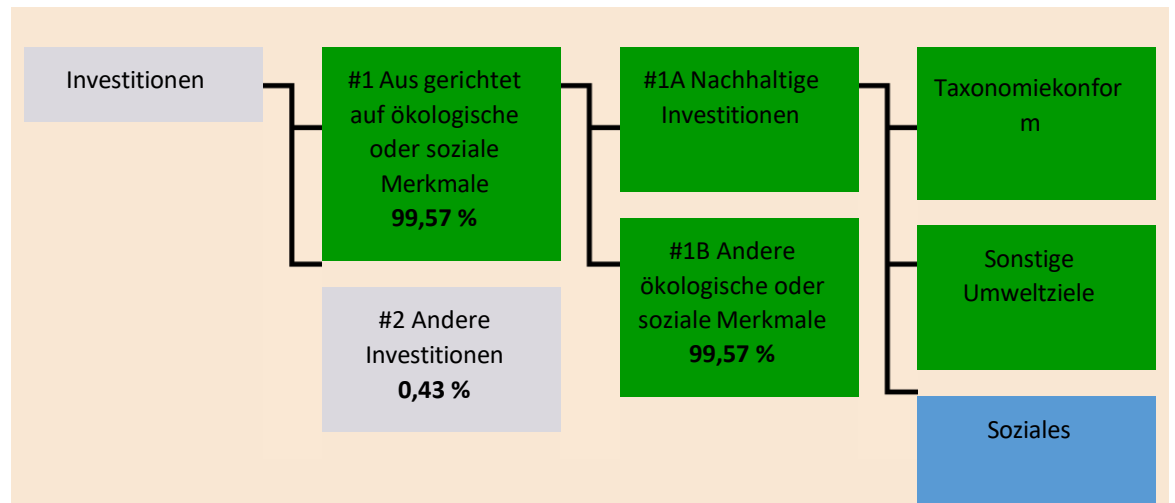 Investitionen
#1 Aus gerichtet
auf ökologische
oder soziale
Merkmale
99,57 %
#2 Andere
Investitionen
0,43 %
#1A Nachhaltige
Investitionen
#1B Andere
ökologische oder
soziale Merkmale
99,57 %
Taxonomiekonfor
m
Sonstige
Umweltziele
Soziales